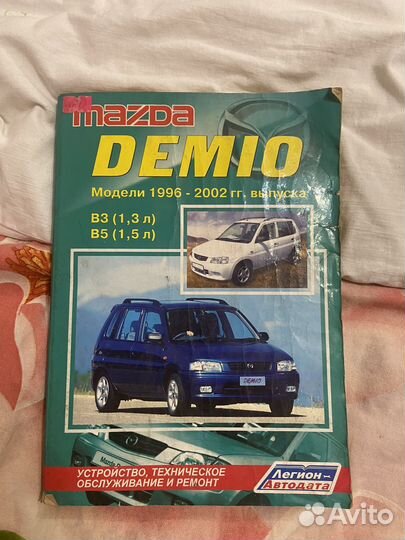 mazda
DEMIO
Модели 1996 - 2002 гг. выпуска
B3 (1,3 л)
B5 (1,5 л)
DEMIO
УСТРОЙСТВО, ТЕХНИЧЕСКОЕ
ОБСЛУЖИВАНИЕ И РЕМОНТ
Легион-
Автодата
Avito